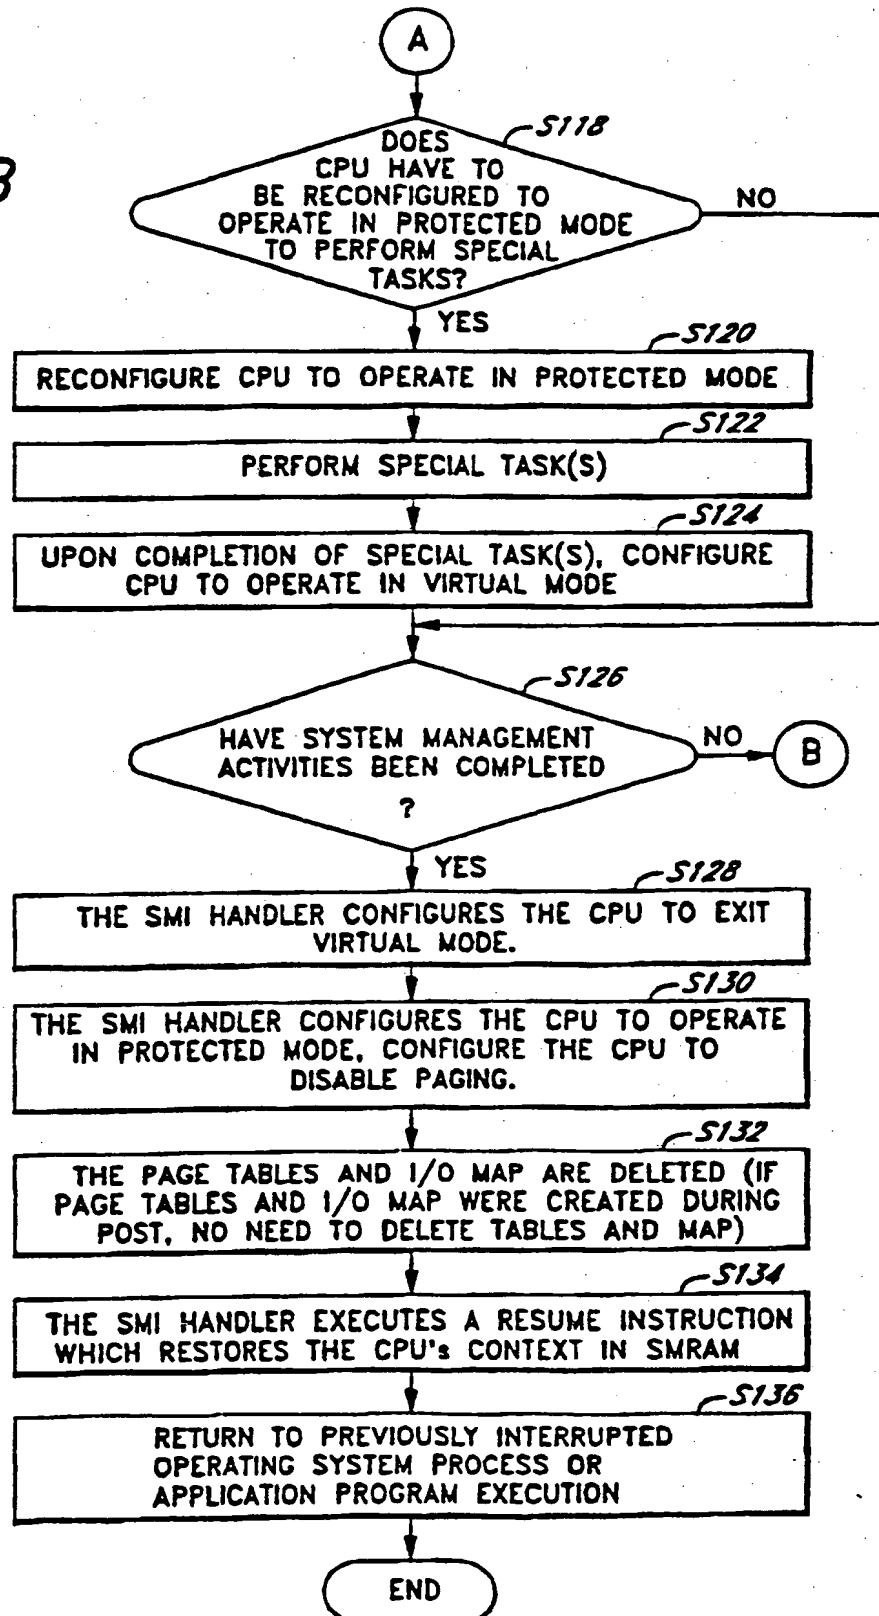 A
S118
DOES
CPU HAVE TO
BE RECONFIGURED TO
OPERATE IN PROTECTED MODE
TO PERFORM SPECIAL
TASKS?
NO
B
YES
S120
RECONFIGURE CPU TO OPERATE IN PROTECTED MODE
S122
PERFORM SPECIAL TASK(S)
S124
UPON COMPLETION OF SPECIAL TASK(S), CONFIGURE
CPU TO OPERATE IN VIRTUAL MODE
S126
HAVE SYSTEM MANAGEMENT
ACTIVITIES BEEN COMPLETED
?
NO
B
YES
S128
THE SMI HANDLER CONFIGURES THE CPU TO EXIT
VIRTUAL MODE.
S130
THE SMI HANDLER CONFIGURES THE CPU TO OPERATE
IN PROTECTED MODE, CONFIGURE THE CPU TO
DISABLE PAGING.
S132
THE PAGE TABLES AND I/O MAP ARE DELETED (IF
PAGE TABLES AND I/O MAP WERE CREATED DURING
POST, NO NEED TO DELETE TABLES AND MAP)
S134
THE SMI HANDLER EXECUTES A RESUME INSTRUCTION
WHICH RESTORES THE CPU's CONTEXT IN SMRAM
S136
RETURN TO PREVIOUSLY INTERRUPTED
OPERATING SYSTEM PROCESS OR
APPLICATION PROGRAM EXECUTION
END